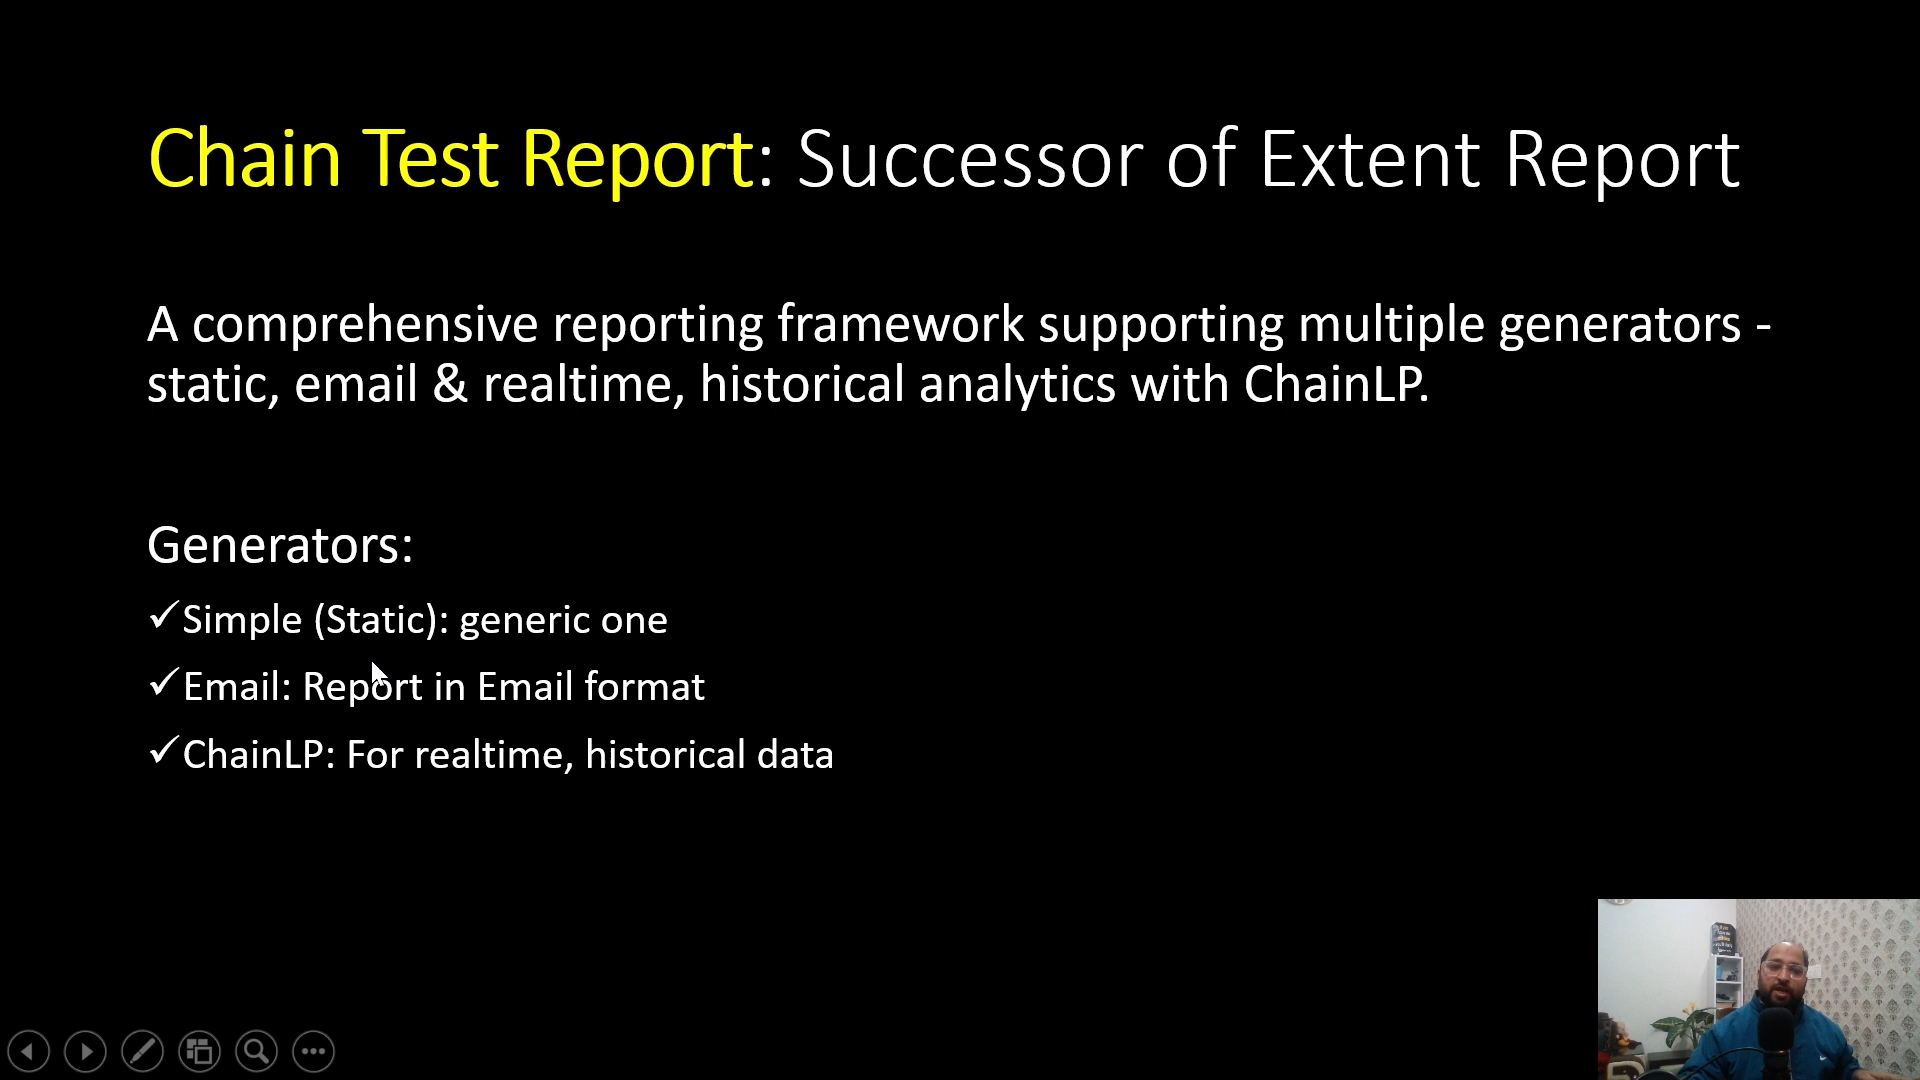 Chain Test Report: Successor of Extent Report
A comprehensive reporting framework supporting multiple generators -
static, email & realtime, historical analytics with ChainLP.
Generators:
✓Simple (Static): generic one
✓Email: Report in Email format
✓ChainLP: For realtime, historical data